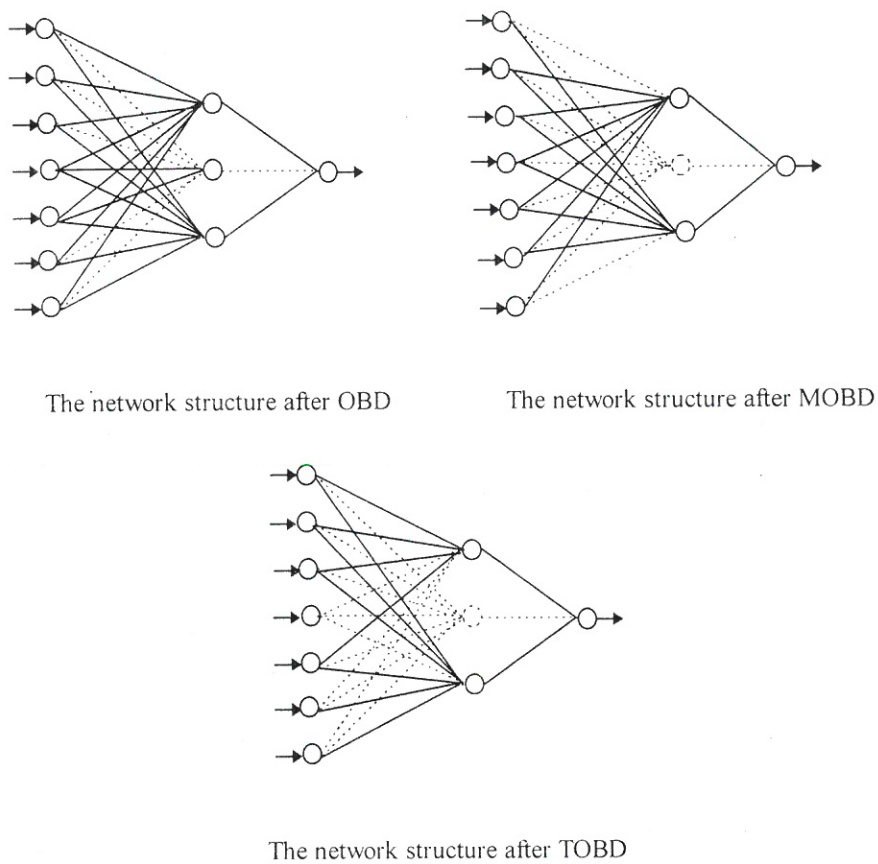 The network structure after OBD
The network structure after MOBD
The network structure after TOBD